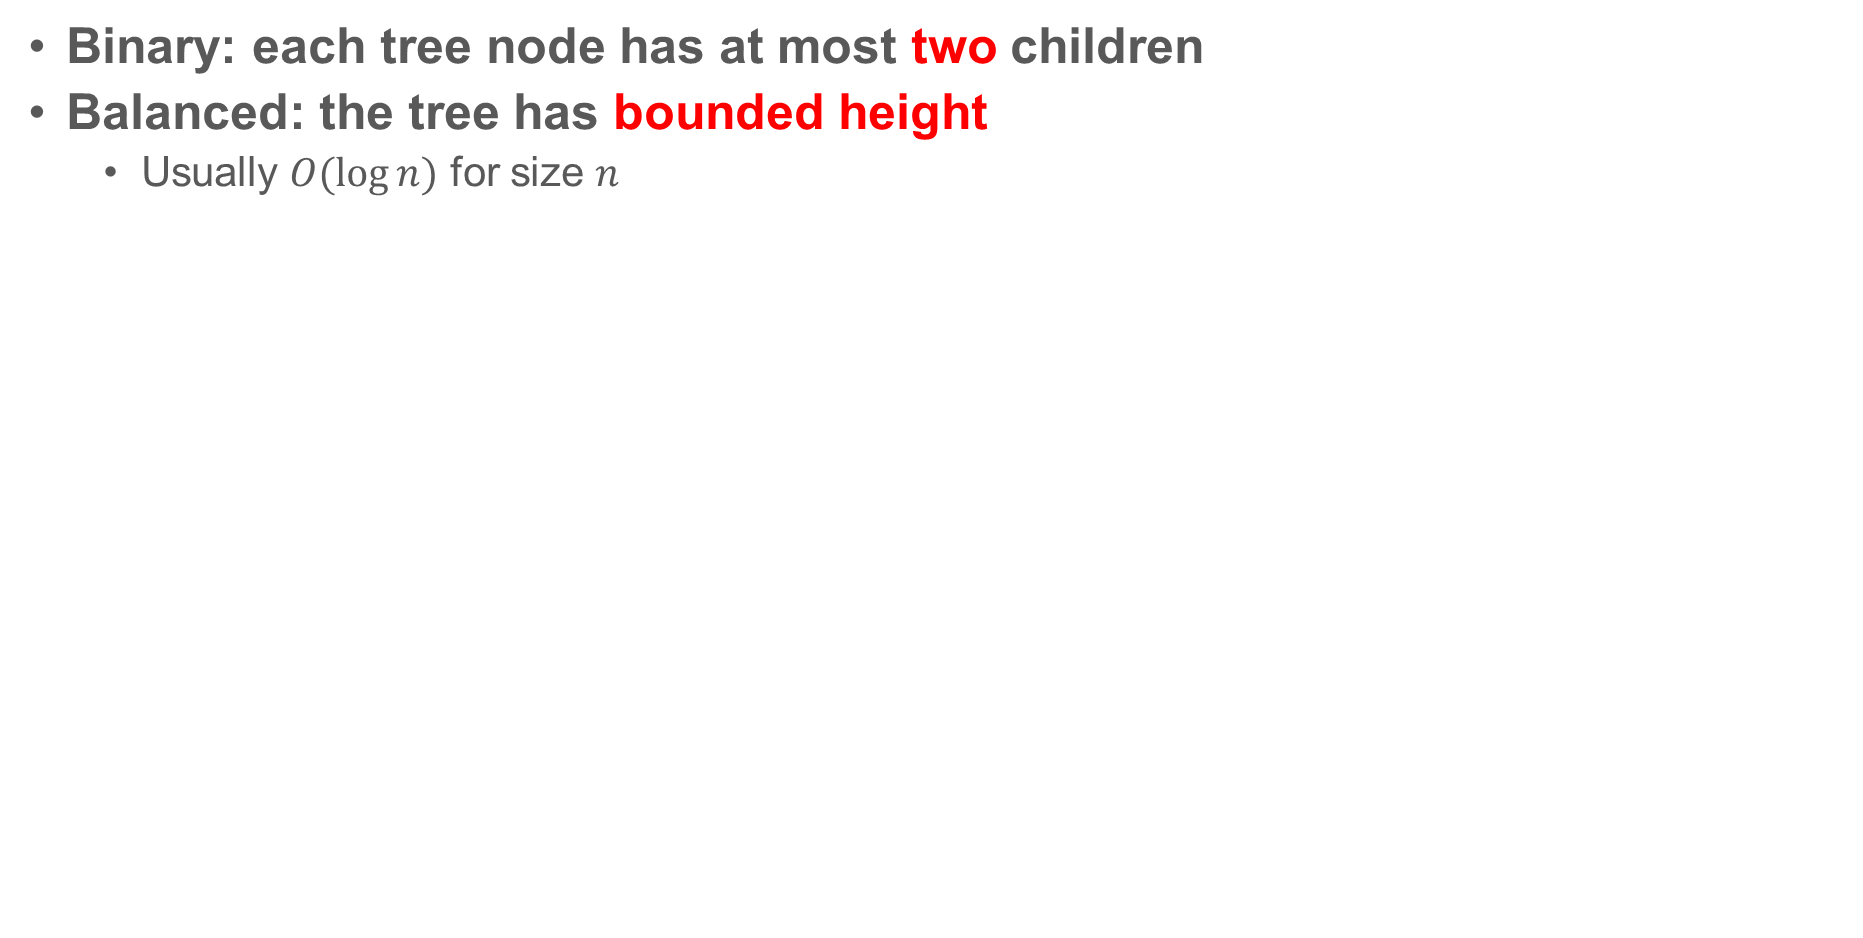 • Binary: each tree node has at most two children
• Balanced: the tree has bounded height
• Usually O(log n) for size n